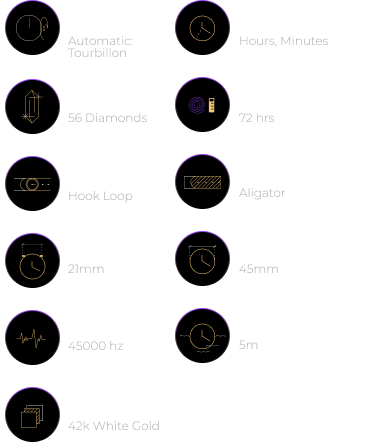 Automatic:
Tourbillon
Hours, Minutes
56 Diamonds
72 hrs
Hook Loop
Aligator
21mm
45mm
45000 hz
5m
42k White Gold